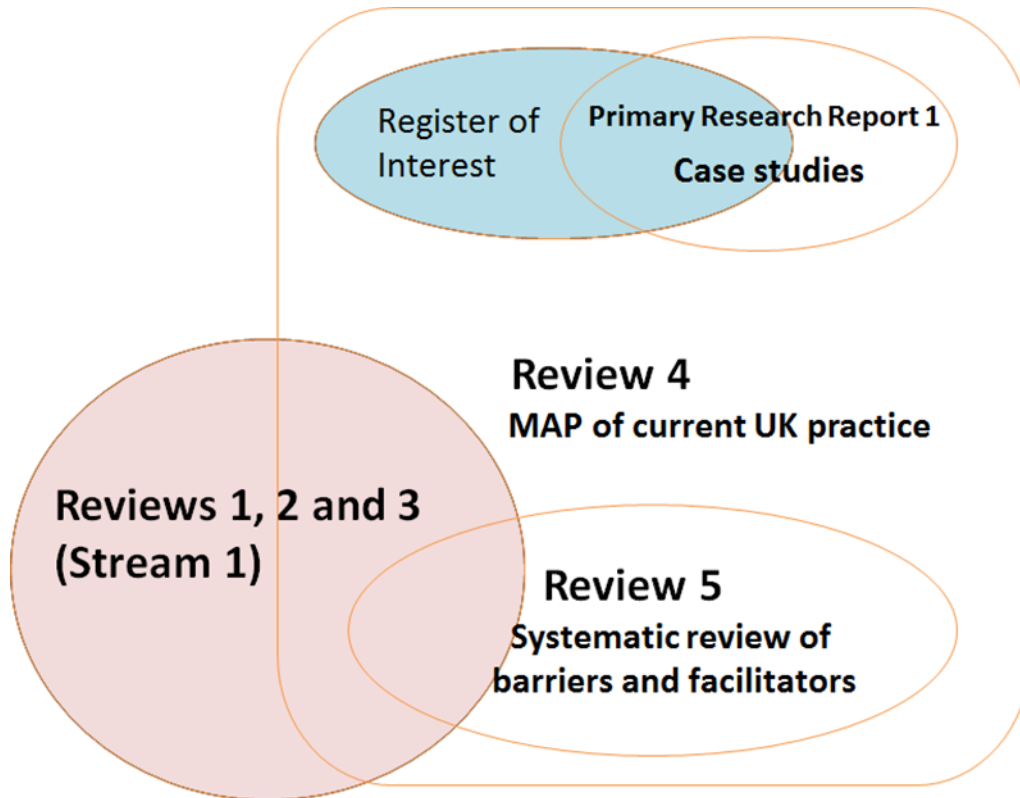 Register of
Interest
Primary Research Report 1
Case studies
Review 4
MAP of current UK practice
Reviews 1, 2 and 3
(Stream 1)
Review 5
Systematic review of
barriers and facilitators